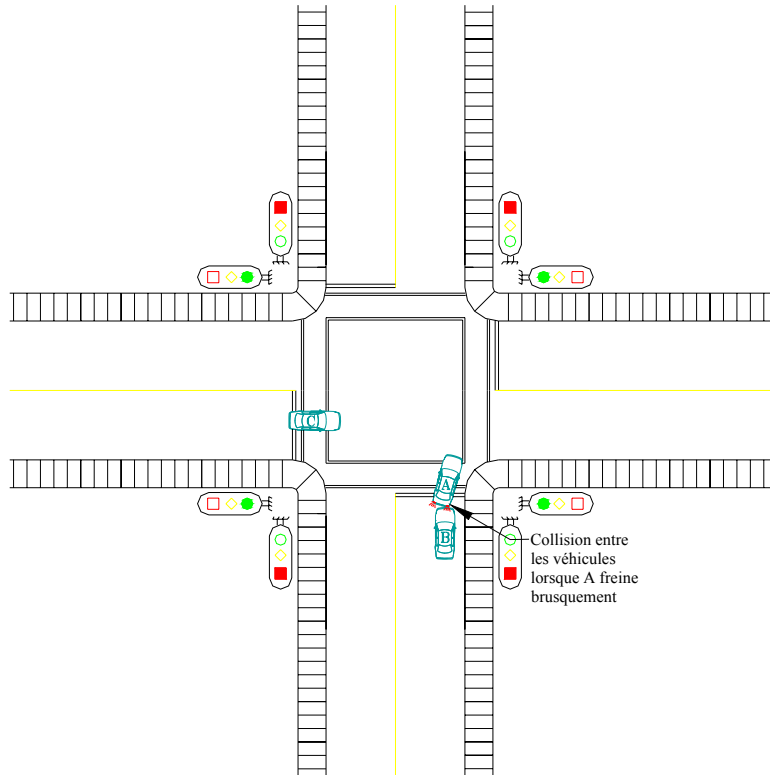 C
A
B
Collision entre
les véhicules
lorsque A freine
brusquement